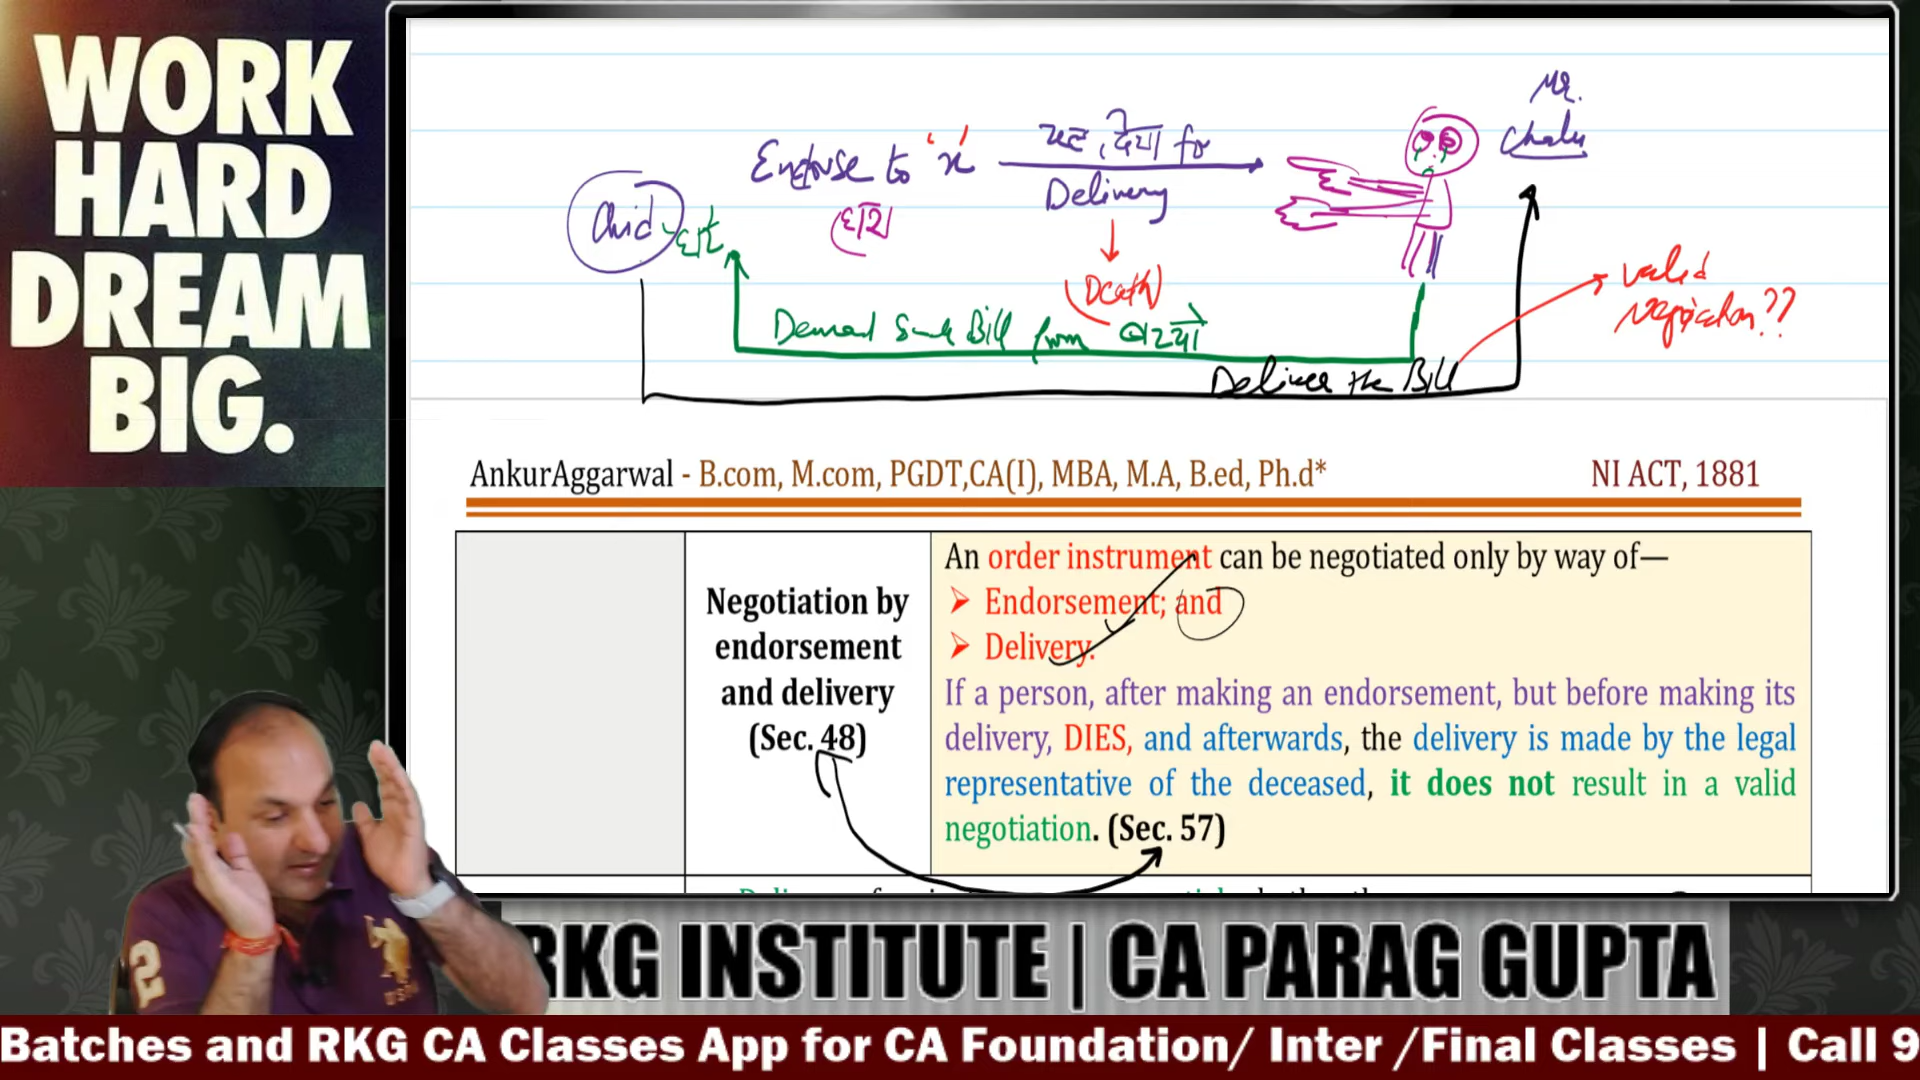 WORK
HARD
DREAM
BIG.
Mr.
Endorse to 'x'
for
Delivery
Death
Demand Bill from
Deliver the Bill
valid
??
AnkurAggarwal - B.com, M.com, PGDT,CA(I), MBA, M.A, B.ed, Ph.d*
NI ACT, 1881
Negotiation by
endorsement
and delivery
(Sec. 48)
An order instrument can be negotiated only by way of—
➢ Endorsement; and
➢ Delivery.
If a person, after making an endorsement, but before making its
delivery, DIES, and afterwards, the delivery is made by the legal
representative of the deceased, it does not result in a valid
negotiation. (Sec. 57)
2
RKG INSTITUTE | CA PARAG GUPTA
Batches and RKG CA Classes App for CA Foundation/ Inter /Final Classes | Call 9